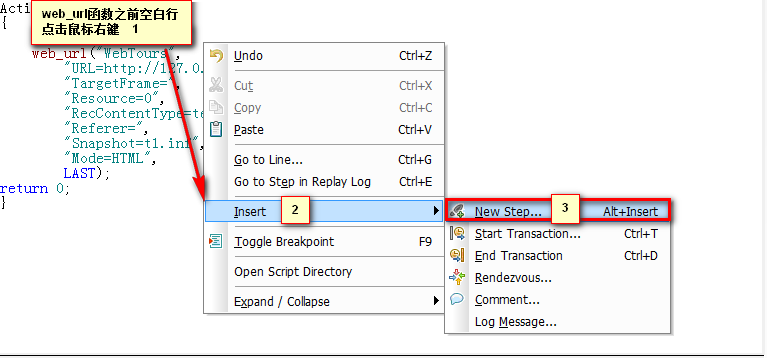 Acti
{
web_url函数之前空白行
点击鼠标右键 1
web_url("WebTours",
"URL=http://127.0.
"TargetFrame=",
"Resource=0",
"RecContentType=te
"Referer=",
"Snapshot=t1.inf",
"Mode=HTML",
LAST);
return 0;
}
Undo Ctrl+Z
Cut Ctrl+X
Copy Ctrl+C
Paste Ctrl+V
Go to Line... Ctrl+G
Go to Step in Replay Log Ctrl+E
Insert 2
Toggle Breakpoint F9
Open Script Directory
Expand / Collapse
New Step... 3 Alt+Insert
Start Transaction... Ctrl+T
End Transaction Ctrl+D
Rendezvous...
Comment...
Log Message...